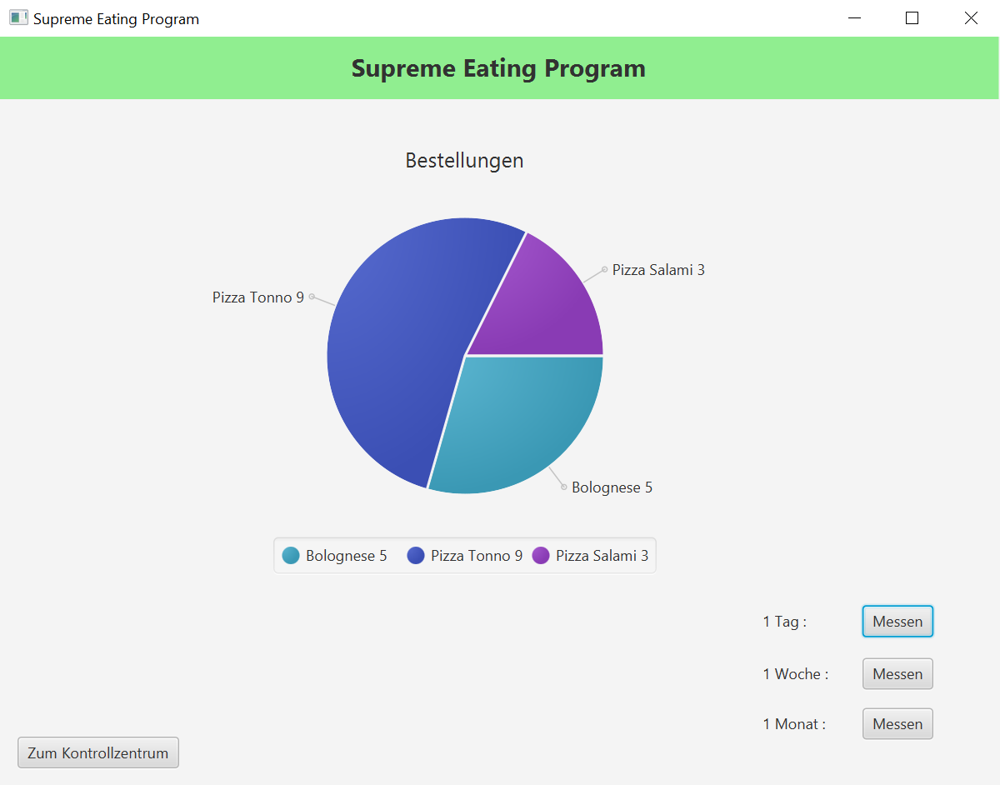 Supreme Eating Program
Supreme Eating Program
Bestellungen
Pizza Salami 3
Pizza Tonno 9
Bolognese 5
Bolognese 5 Pizza Tonno 9 Pizza Salami 3
1 Tag : Messen
1 Woche : Messen
1 Monat : Messen
Zum Kontrollzentrum